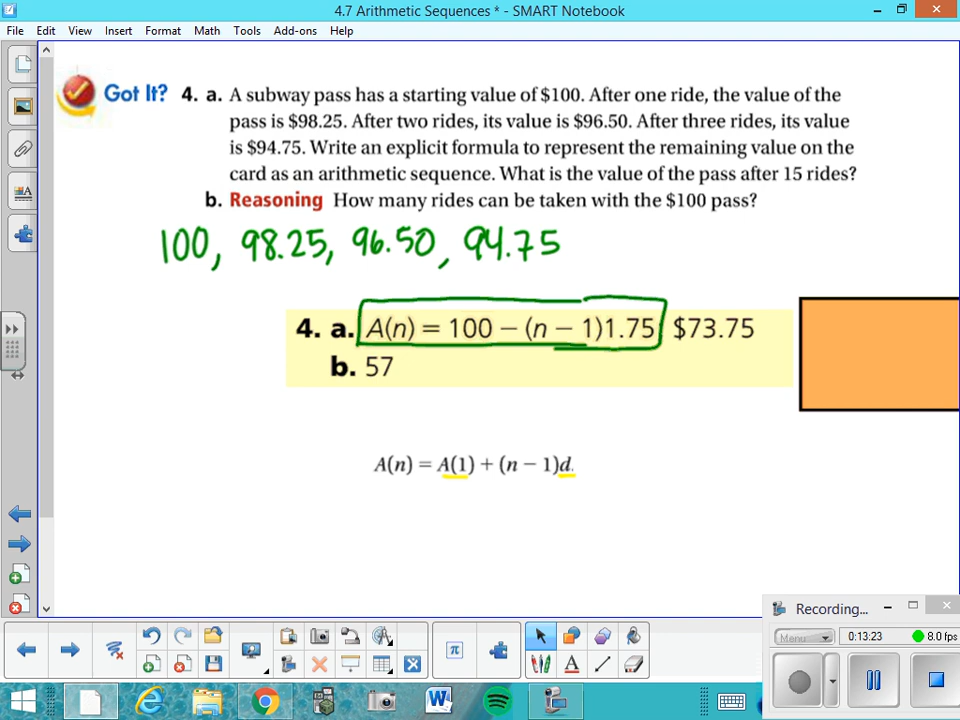 4.7 Arithmetic Sequences * - SMART Notebook
File Edit View Insert Format Math Tools Add-ons Help
Got It? 4. a. A subway pass has a starting value of $100. After one ride, the value of the
pass is $98.25. After two rides, its value is $96.50. After three rides, its value
is $94.75. Write an explicit formula to represent the remaining value on the
card as an arithmetic sequence. What is the value of the pass after 15 rides?
b. Reasoning How many rides can be taken with the $100 pass?
100, 98.25, 96.50, 94.75
4. a. A(n) = 100 − (n − 1)1.75 $73.75
b. 57
A(n) = A(1) + (n − 1)d.
Recording...
Menu 0:13:23 8.0 fps